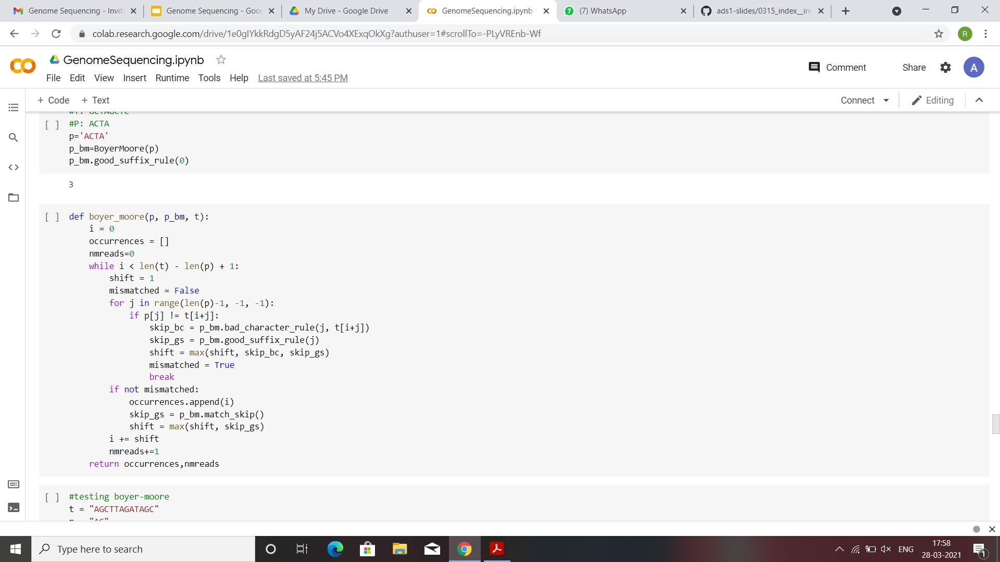 Genome Sequencing - Invita
Genome Sequencing - Goog
My Drive - Google Drive
GenomeSequencing.ipynb -
(7) WhatsApp
ads1-slides/0315_index__ind
colab.research.google.com/drive/1e0gIYkkRdgD5yAF24j5ACVo4XExqOkXg?authuser=1#scrollTo=-PLyVREnb-Wf
R
GenomeSequencing.ipynb
Comment
Share
A
File Edit View Insert Runtime Tools Help Last saved at 5:45 PM
+ Code + Text
Connect
Editing
#T: GCTAGCTC
[ ] #P: ACTA
p='ACTA'
p_bm=BoyerMoore(p)
p_bm.good_suffix_rule(0)
3
[ ] def boyer_moore(p, p_bm, t):
i = 0
occurrences = []
nmreads=0
while i < len(t) - len(p) + 1:
shift = 1
mismatched = False
for j in range(len(p)-1, -1, -1):
if p[j] != t[i+j]:
skip_bc = p_bm.bad_character_rule(j, t[i+j])
skip_gs = p_bm.good_suffix_rule(j)
shift = max(shift, skip_bc, skip_gs)
mismatched = True
break
if not mismatched:
occurrences.append(i)
skip_gs = p_bm.match_skip()
shift = max(shift, skip_gs)
i += shift
nmreads+=1
return occurrences,nmreads
[ ] #testing boyer-moore
t = "AGCTTAGATAGC"
Type here to search
ENG
17:58
28-03-2021
1